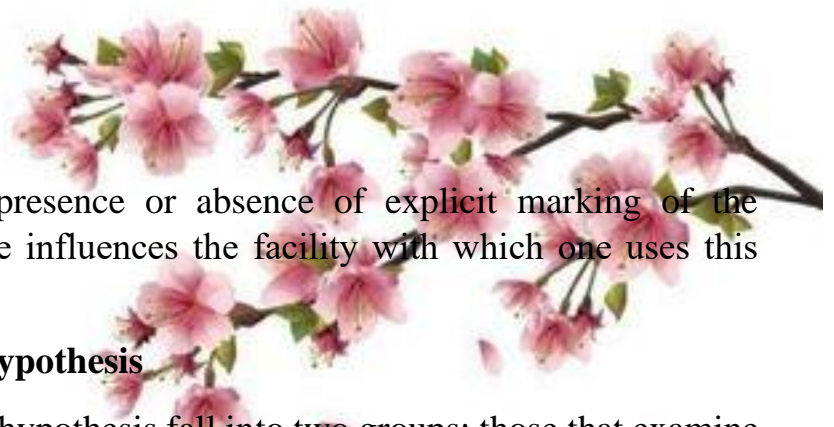 presence or absence of explicit marking of the
e influences the facility with which one uses this
ypothesis
hypothesis fall into two groups: those that examine